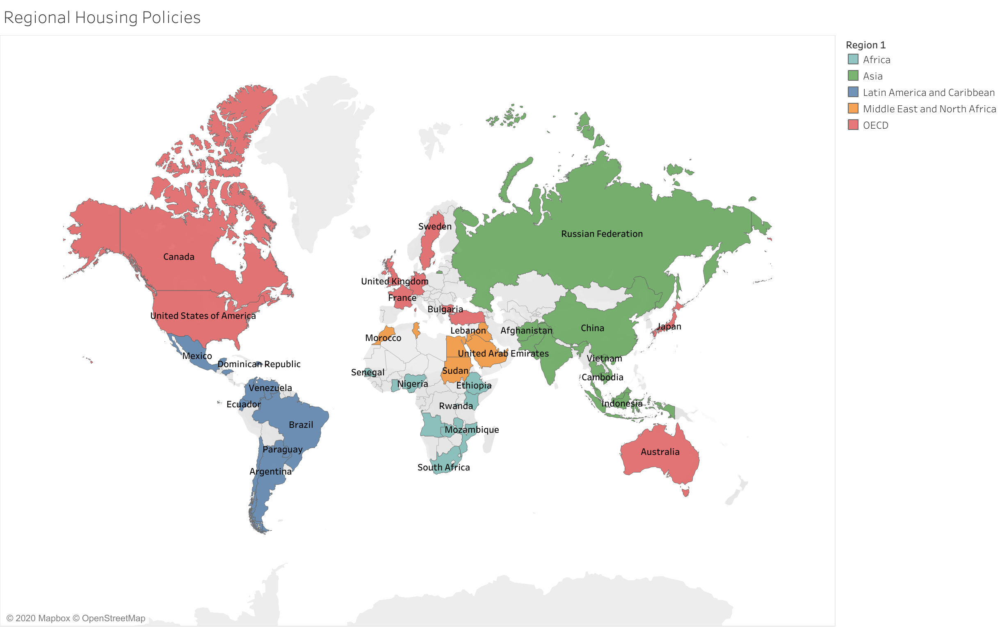 Regional Housing Policies
Region 1
Africa
Asia
Latin America and Caribbean
Middle East and North Africa
OECD
Sweden
Russian Federation
Canada
United Kingdom
France
Bulgaria
United States of America
Japan
China
Lebanon
Afghanistan
Morocco
United Arab Emirates
Mexico
Vietnam
Dominican Republic
Sudan
Senegal
Cambodia
Nigeria
Ethiopia
Venezuela
Indonesia
Ecuador
Rwanda
Brazil
Mozambique
Paraguay
Australia
South Africa
Argentina
© 2020 Mapbox © OpenStreetMap